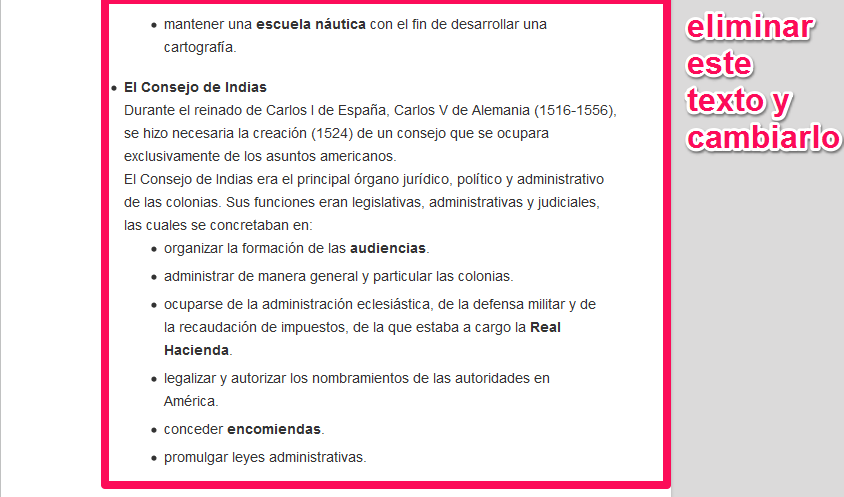 mantener una escuela náutica con el fin de desarrollar una
cartografía.
El Consejo de Indias
Durante el reinado de Carlos I de España, Carlos V de Alemania (1516-1556),
se hizo necesaria la creación (1524) de un consejo que se ocupara
exclusivamente de los asuntos americanos.
El Consejo de Indias era el principal órgano jurídico, político y administrativo
de las colonias. Sus funciones eran legislativas, administrativas y judiciales,
las cuales se concretaban en:
organizar la formación de las audiencias.
administrar de manera general y particular las colonias.
ocuparse de la administración eclesiástica, de la defensa militar y de
la recaudación de impuestos, de la que estaba a cargo la Real
Hacienda.
legalizar y autorizar los nombramientos de las autoridades en
América.
conceder encomiendas.
promulgar leyes administrativas.
eliminar
este
texto y
cambiarlo